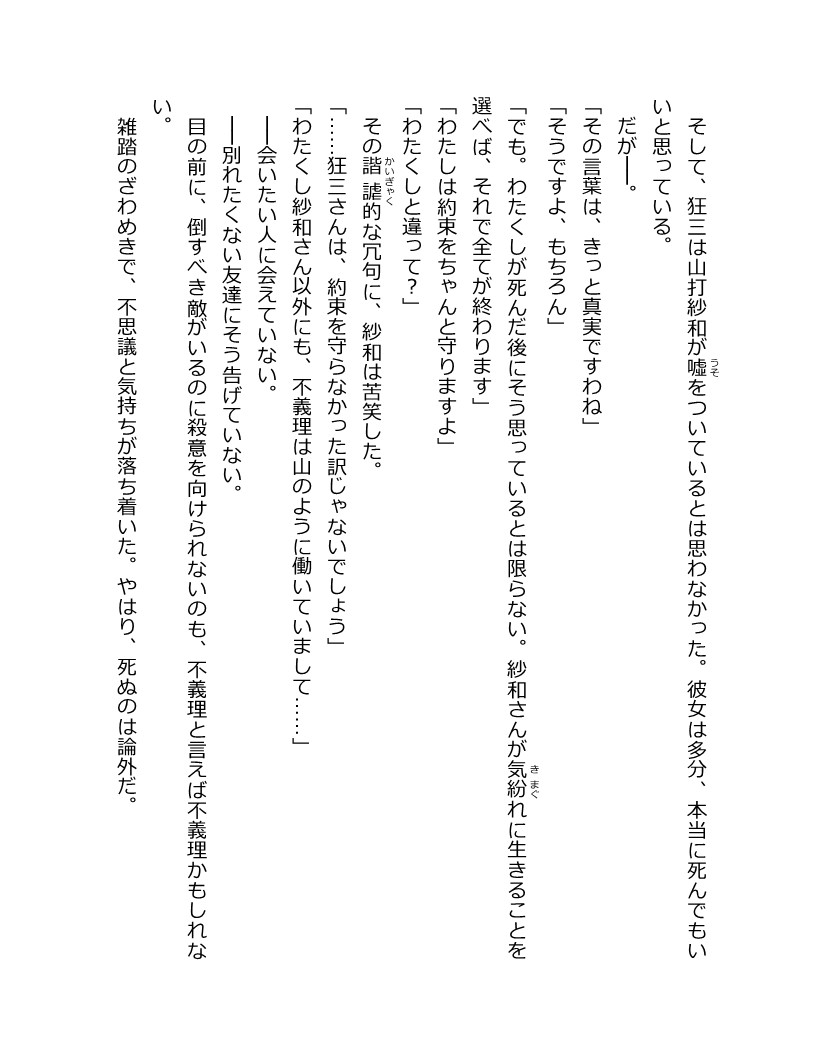 そして、狂三は山打紗和が嘘をついているとは思わなかった。彼女は多分、本当に死んでもい
いと思っている。
だが――。
「その言葉は、きっと真実ですわね」
「そうですよ、もちろん」
「でも。わたくしが死んだ後にそう思っているとは限らない。紗和さんが気紛れに生きることを
選べば、それで全てが終わります」
「わたしは約束をちゃんと守りますよ」
「わたくしと違って？」
その諧謔的な冗句に、紗和は苦笑した。
「……狂三さんは、約束を守らなかった訳じゃないでしょう」
「わたくし紗和さん以外にも、不義理は山のように働いていまして……」
――会いたい人に会えていない。
――別れたくない友達にそう告げていない。
目の前に、倒すべき敵がいるのに殺意を向けられないのも、不義理と言えば不義理かもしれな
い。
雑踏のざわめきで、不思議と気持ちが落ち着いた。やはり、死ぬのは論外だ。